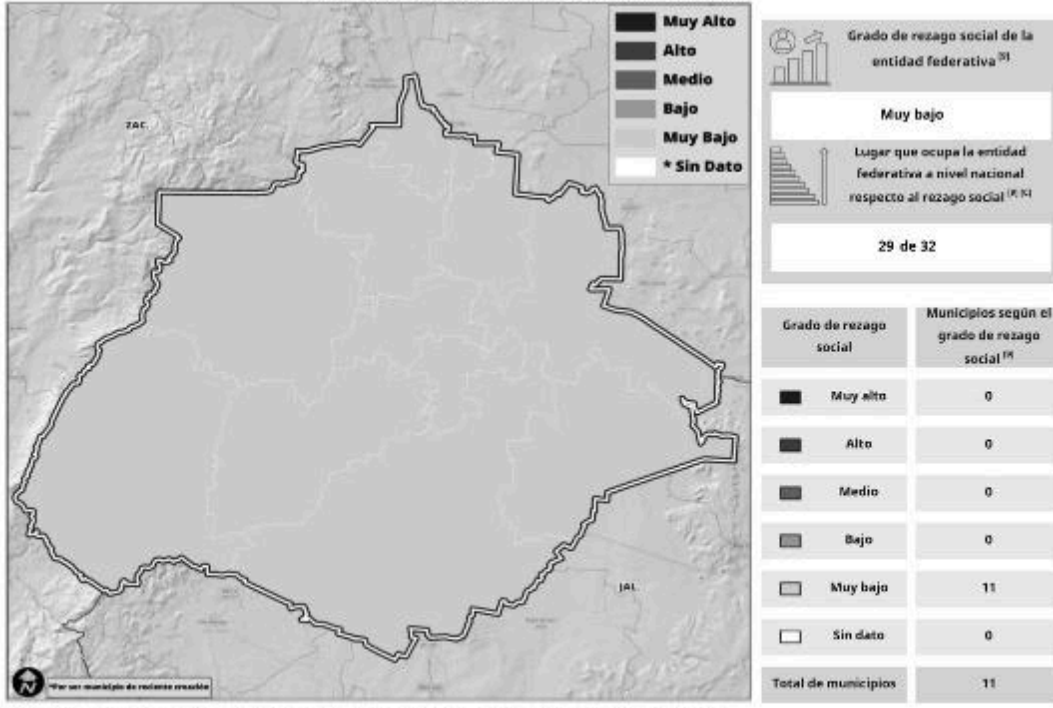 Muy Alto
Alto
Medio
Bajo
Muy Bajo
* Sin Dato
ZAC.
JAL.
*Por ser municipio de reciente creación
Grado de rezago social de la
entidad federativa
Muy bajo
Lugar que ocupa la entidad
federativa a nivel nacional
respecto al rezago social
29 de 32
Grado de rezago
social
Municipios según el
grado de rezago
social
Muy alto
0
Alto
0
Medio
0
Bajo
0
Muy bajo
11
Sin dato
0
Total de municipios
11